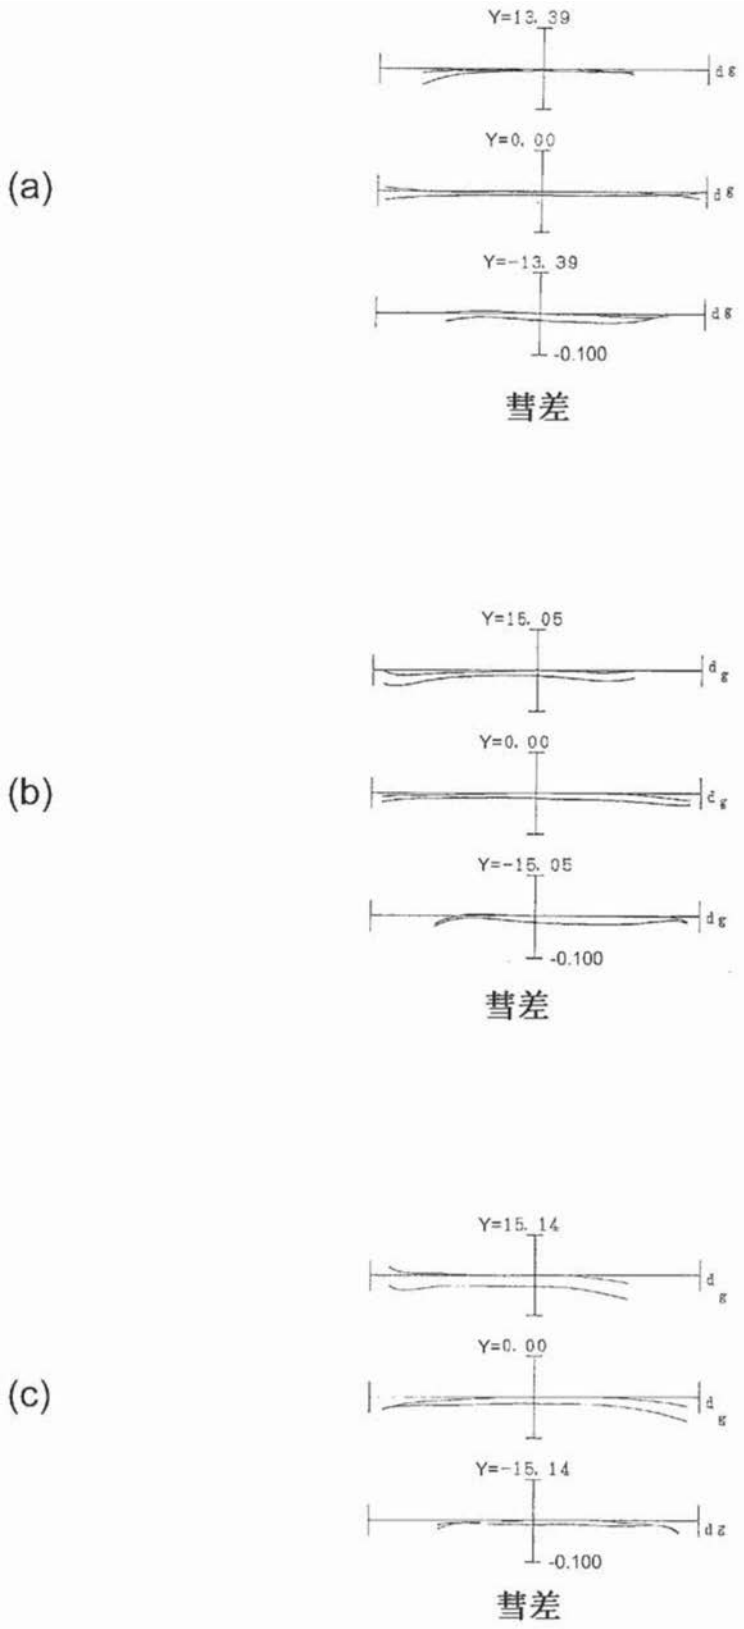 Y=13.39
d g
Y=0.00
(a)
d g
Y=-13.39
d g
-0.100
彗差
Y=15.05
d g
Y=0.00
(b)
d g
Y=-15.05
d g
-0.100
彗差
Y=15.14
d g
Y=0.00
(c)
d g
Y=-15.14
d g
-0.100
彗差